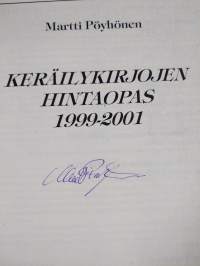 Martti Pöyhönen
KERÄILYKIRJOJEN
HINTAOPAS
1999-2001